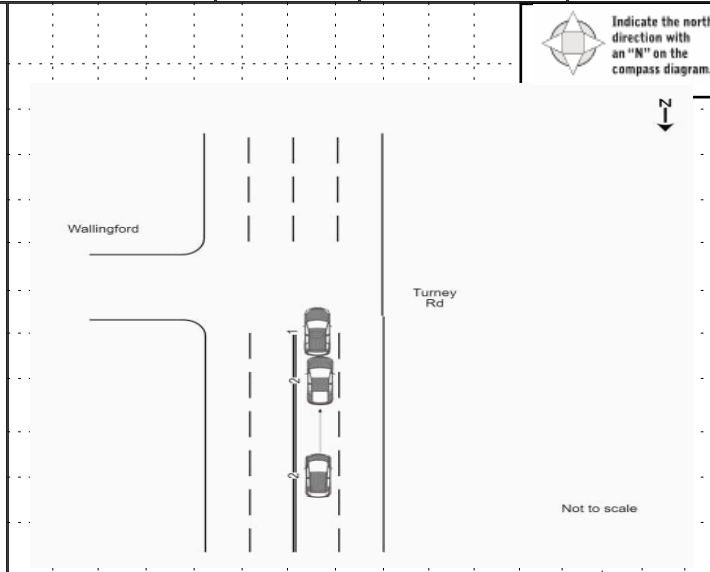 Indicate the north
direction with
an “N” on the
compass diagram.
N
Wallingford
Turney
Rd
1
2
2
Not to scale